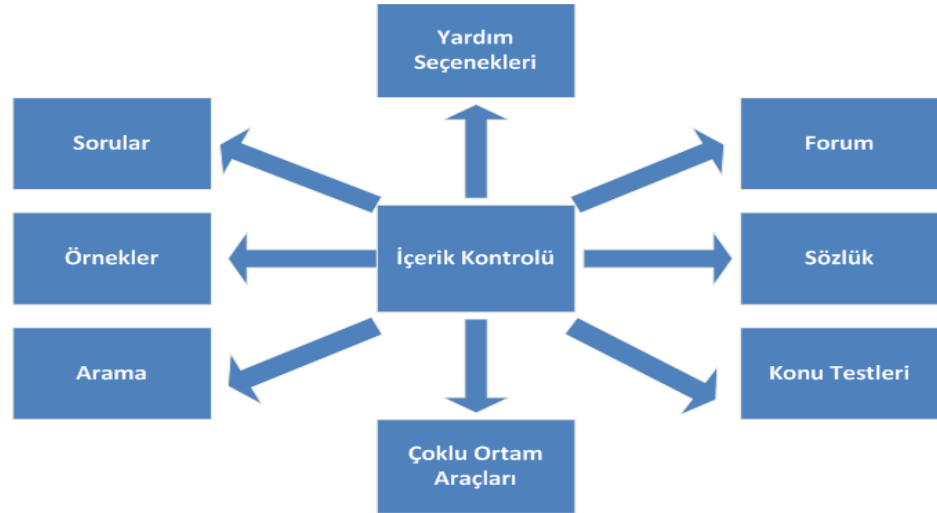 Yardım
Seçenekleri
Sorular
Forum
Örnekler
İçerik Kontrolü
Sözlük
Arama
Konu Testleri
Çoklu Ortam
Araçları